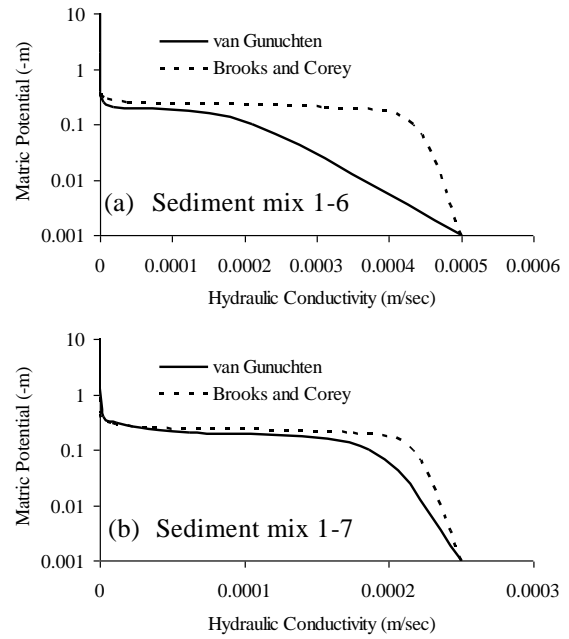 10
1
0.1
0.01
0.001
Matric Potential (-m)
van Gunuchten
Brooks and Corey
(a) Sediment mix 1-6
0 0.0001 0.0002 0.0003 0.0004 0.0005 0.0006
Hydraulic Conductivity (m/sec)
10
1
0.1
0.01
0.001
Matric Potential (-m)
van Gunuchten
Brooks and Corey
(b) Sediment mix 1-7
0 0.0001 0.0002 0.0003
Hydraulic Conductivity (m/sec)